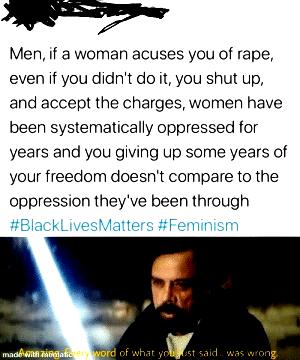 Men, if a woman acuses you of rape,
even if you didn't do it, you shut up,
and accept the charges, women have
been systematically oppressed for
years and you giving up some years of
your freedom doesn't compare to the
oppression they've been through
#BlackLivesMatters #Feminism
Amazing. Every word of what you just said.. was wrong.
made with mematic